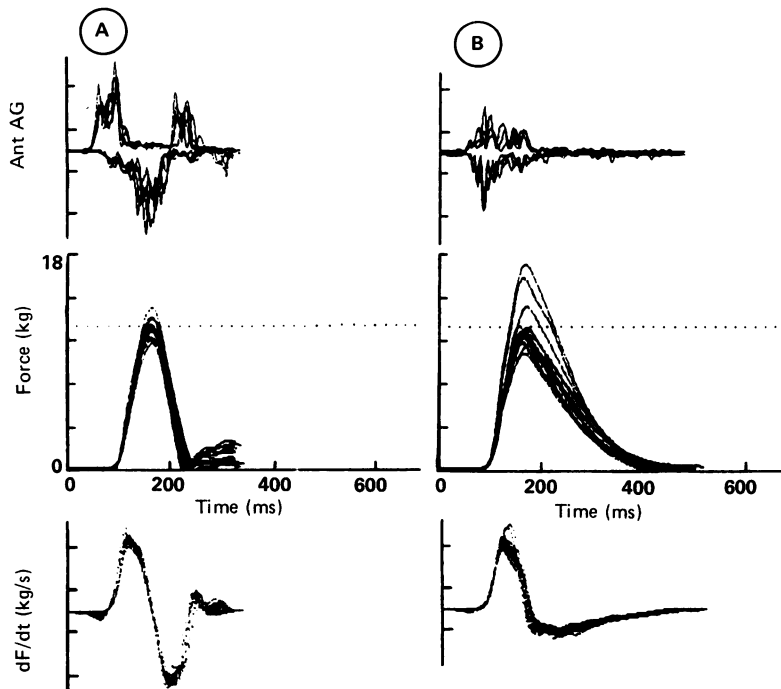 A
B
Ant AG
18
Force (kg)
0
0 200 400 600
Time (ms)
0 200 400 600
Time (ms)
dF/dt (kg/s)